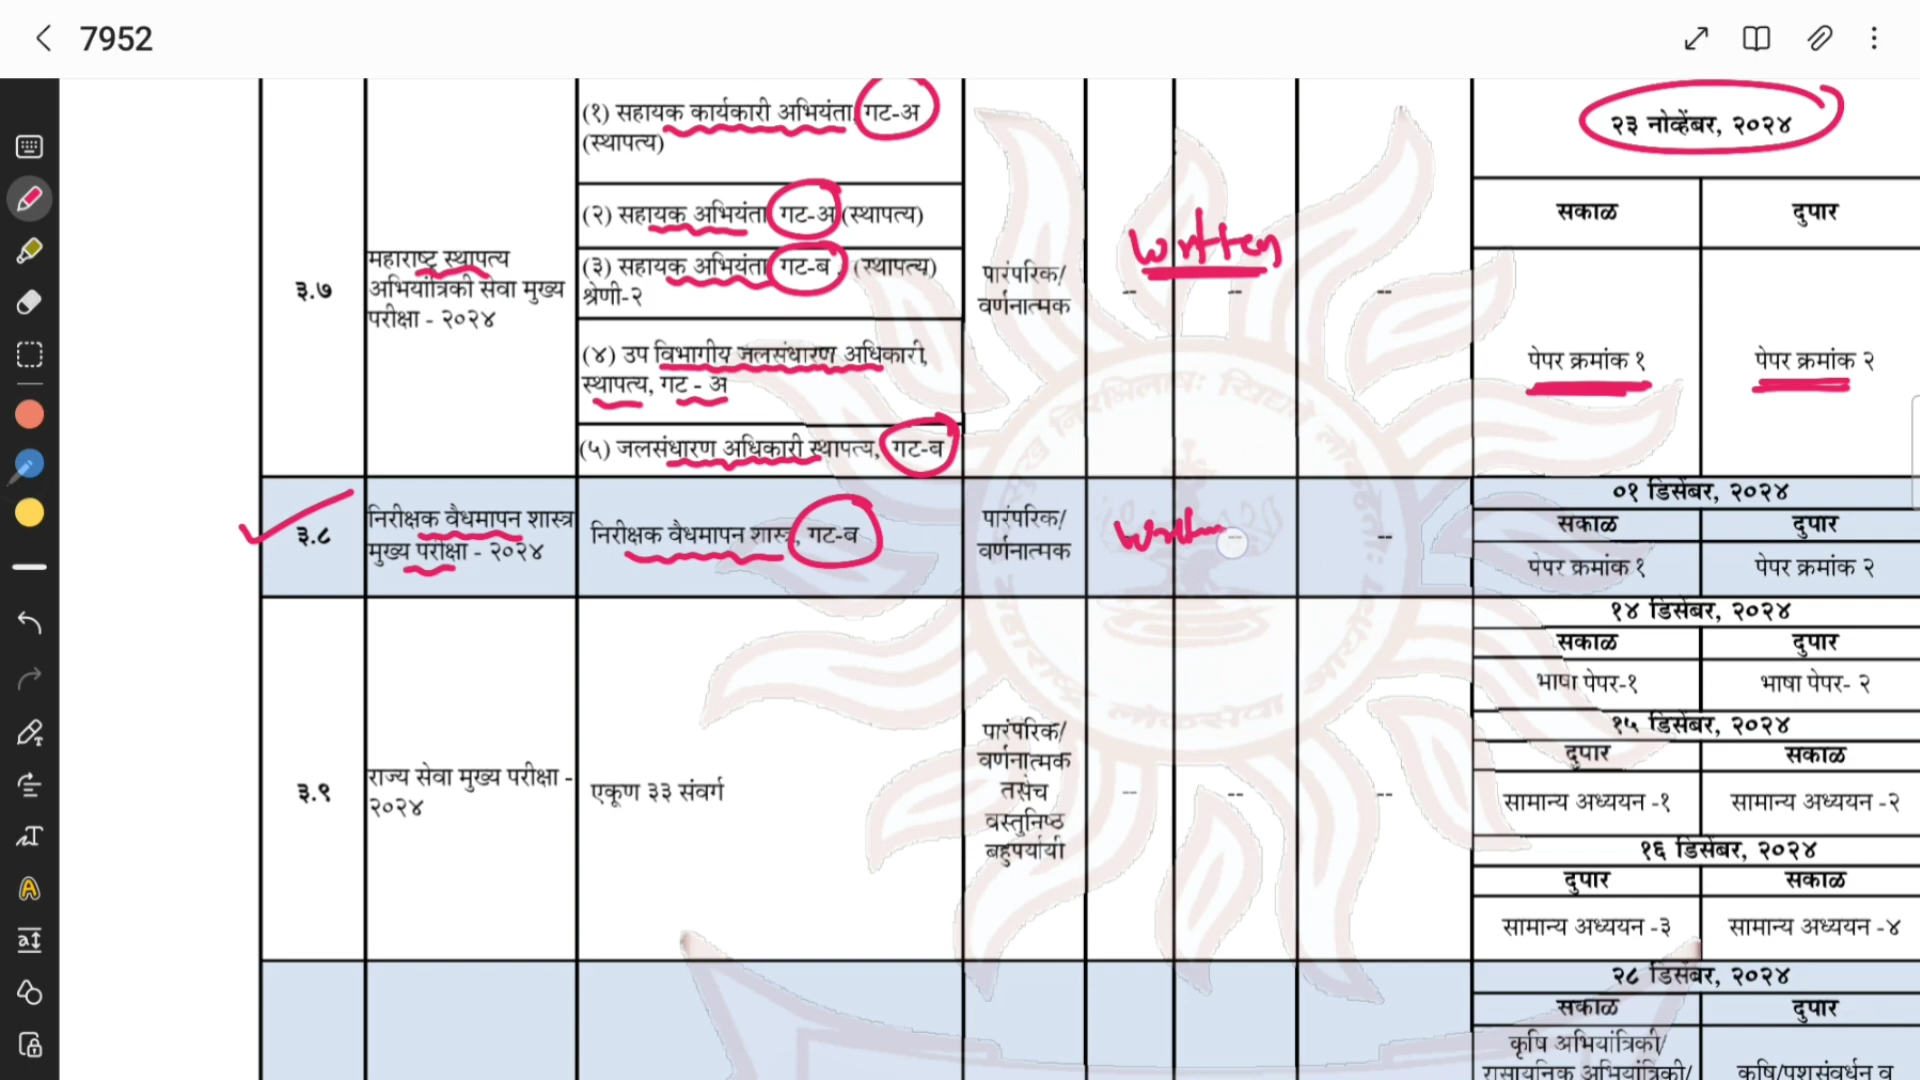 7952
(१) सहायक कार्यकारी अभियंता, गट-अ
(स्थापत्य)
(२) सहायक अभियंता गट-अ (स्थापत्य)
(३) सहायक अभियंता गट-ब , (स्थापत्य)
श्रेणी-२
(४) उप विभागीय जलसंधारण अधिकारी,
स्थापत्य, गट - अ
(५) जलसंधारण अधिकारी स्थापत्य, गट-ब
३.७
महाराष्ट्र स्थापत्य
अभियांत्रिकी सेवा मुख्य
परीक्षा - २०२४
पारंपरिक/
वर्णनात्मक
written
-- -- --
२३ नोव्हेंबर, २०२४
सकाळ दुपार
पेपर क्रमांक १ पेपर क्रमांक २
३.८
निरीक्षक वैधमापन शास्त्र
मुख्य परीक्षा - २०२४
निरीक्षक वैधमापन शास्त्र, गट-ब
पारंपरिक/
वर्णनात्मक
-- --
०१ डिसेंबर, २०२४
सकाळ दुपार
पेपर क्रमांक १ पेपर क्रमांक २
३.९
राज्य सेवा मुख्य परीक्षा -
२०२४
एकूण ३३ संवर्ग
पारंपरिक/
वर्णनात्मक
तसेच
वस्तुनिष्ठ
बहुपर्यायी
-- -- --
१४ डिसेंबर, २०२४
सकाळ दुपार
भाषा पेपर-१ भाषा पेपर- २
१५ डिसेंबर, २०२४
दुपार सकाळ
सामान्य अध्ययन -१ सामान्य अध्ययन -२
१६ डिसेंबर, २०२४
दुपार सकाळ
सामान्य अध्ययन -३ सामान्य अध्ययन -४
२८ डिसेंबर, २०२४
सकाळ दुपार
कृषि अभियांत्रिकी/
रासायनिक अभियांत्रिकी/ कृषि/पशुसंवर्धन व